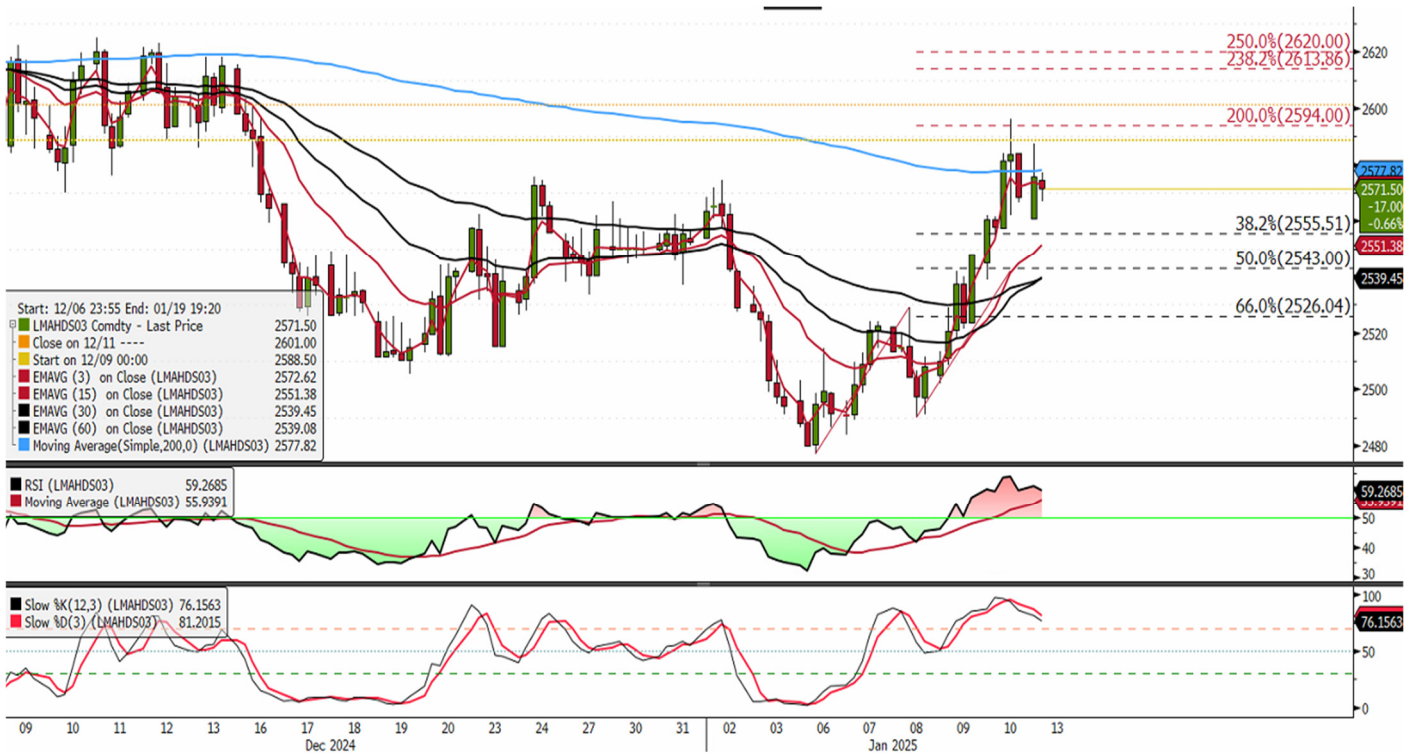 250.0%(2620.00)
238.2%(2613.86)
200.0%(2594.00)
38.2%(2555.51)
50.0%(2543.00)
66.0%(2526.04)
2620
2600
2577.82
2571.50
-17.00
-0.66%
2551.38
2539.45
2520
2500
2480
Start: 12/06 23:55 End: 01/19 19:20
LMAHDS03 Comdty - Last Price 2571.50
Close on 12/11 ---- 2601.00
Start on 12/09 00:00 2588.50
EMAVG (3) on Close (LMAHDS03) 2572.62
EMAVG (15) on Close (LMAHDS03) 2551.38
EMAVG (30) on Close (LMAHDS03) 2539.45
EMAVG (60) on Close (LMAHDS03) 2539.08
Moving Average(Simple,200,0) (LMAHDS03) 2577.82
RSI (LMAHDS03) 59.2685
Moving Average (LMAHDS03) 55.9391
59.2685
55.9391
50
40
30
Slow %K(12,3) (LMAHDS03) 76.1563
Slow %D(3) (LMAHDS03) 81.2015
100
76.1563
50
0
09 10 11 12 13 16 17 18 19 20 23 24 27 30 31 02 03 06 07 08 09 10 13
Dec 2024 Jan 2025